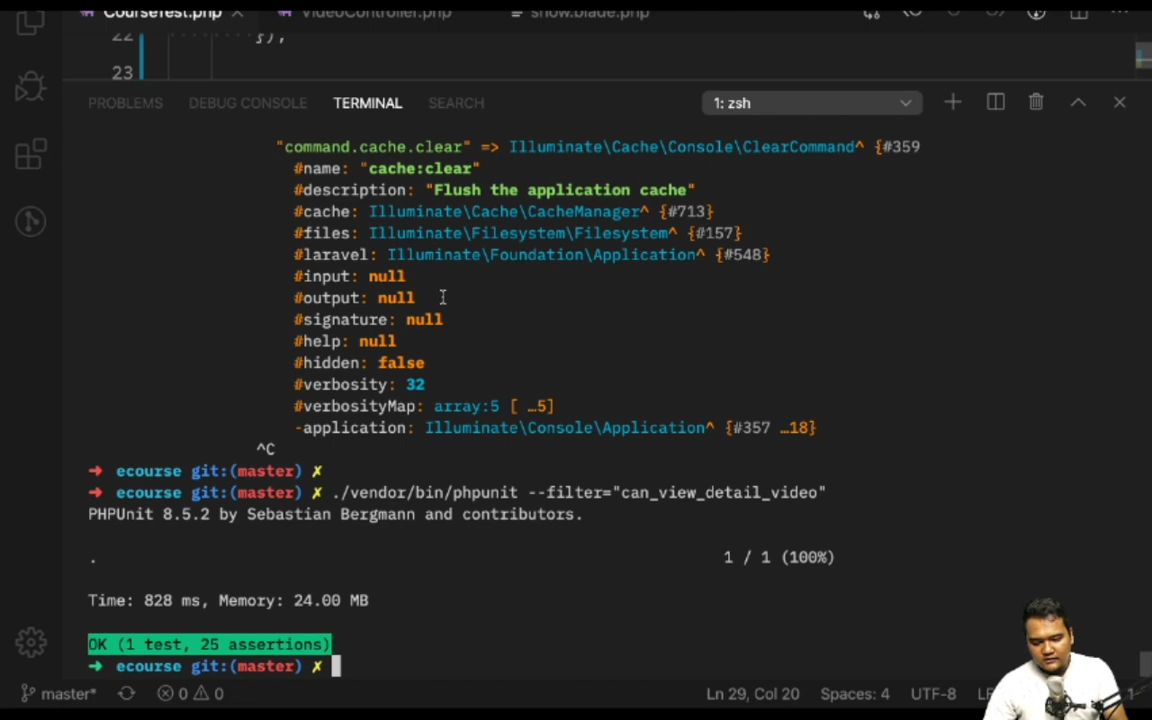 CourseTest.php VideoController.php show.blade.php
22 });
23
PROBLEMS DEBUG CONSOLE TERMINAL SEARCH 1: zsh
"command.cache.clear" => Illuminate\Cache\Console\ClearCommand^ {#359
#name: "cache:clear"
#description: "Flush the application cache"
#cache: Illuminate\Cache\CacheManager^ {#713}
#files: Illuminate\Filesystem\Filesystem^ {#157}
#laravel: Illuminate\Foundation\Application^ {#548}
#input: null
#output: null
#signature: null
#help: null
#hidden: false
#verbosity: 32
#verbosityMap: array:5 [ …5]
-application: Illuminate\Console\Application^ {#357 …18}
^C
➜ ecourse git:(master) ✗
➜ ecourse git:(master) ✗ ./vendor/bin/phpunit --filter="can_view_detail_video"
PHPUnit 8.5.2 by Sebastian Bergmann and contributors.
. 1 / 1 (100%)
Time: 828 ms, Memory: 24.00 MB
OK (1 test, 25 assertions)
➜ ecourse git:(master) ✗
master* 0 0 Ln 29, Col 20 Spaces: 4 UTF-8